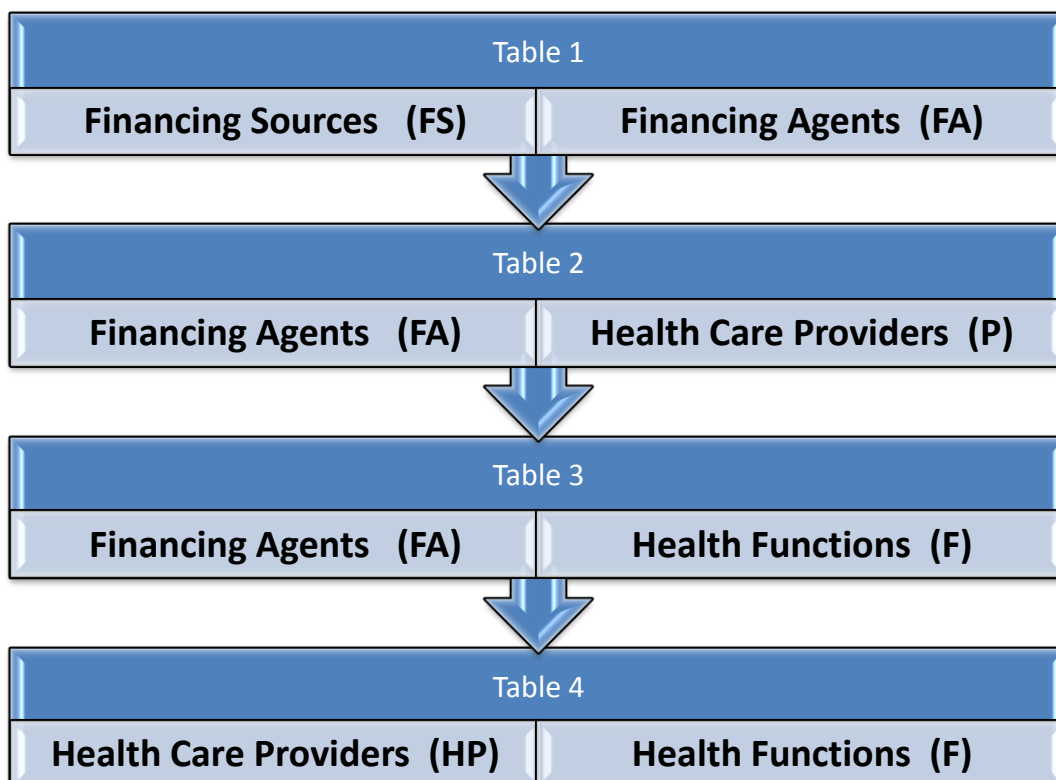 Table 1
Financing Sources (FS)
Financing Agents (FA)
Table 2
Financing Agents (FA)
Health Care Providers (P)
Table 3
Financing Agents (FA)
Health Functions (F)
Table 4
Health Care Providers (HP)
Health Functions (F)